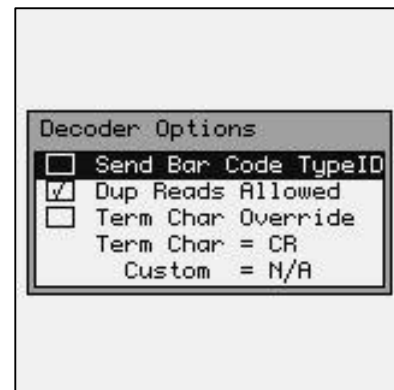 Decoder Options
Send Bar Code TypeID
Dup Reads Allowed
Term Char Override
Term Char = CR
Custom = N/A